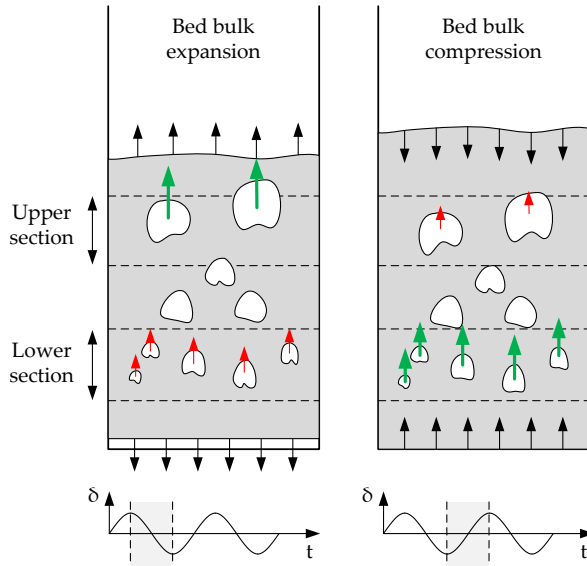 Bed bulk
expansion
Bed bulk
compression
Upper
section
Lower
section
δ
t
δ
t